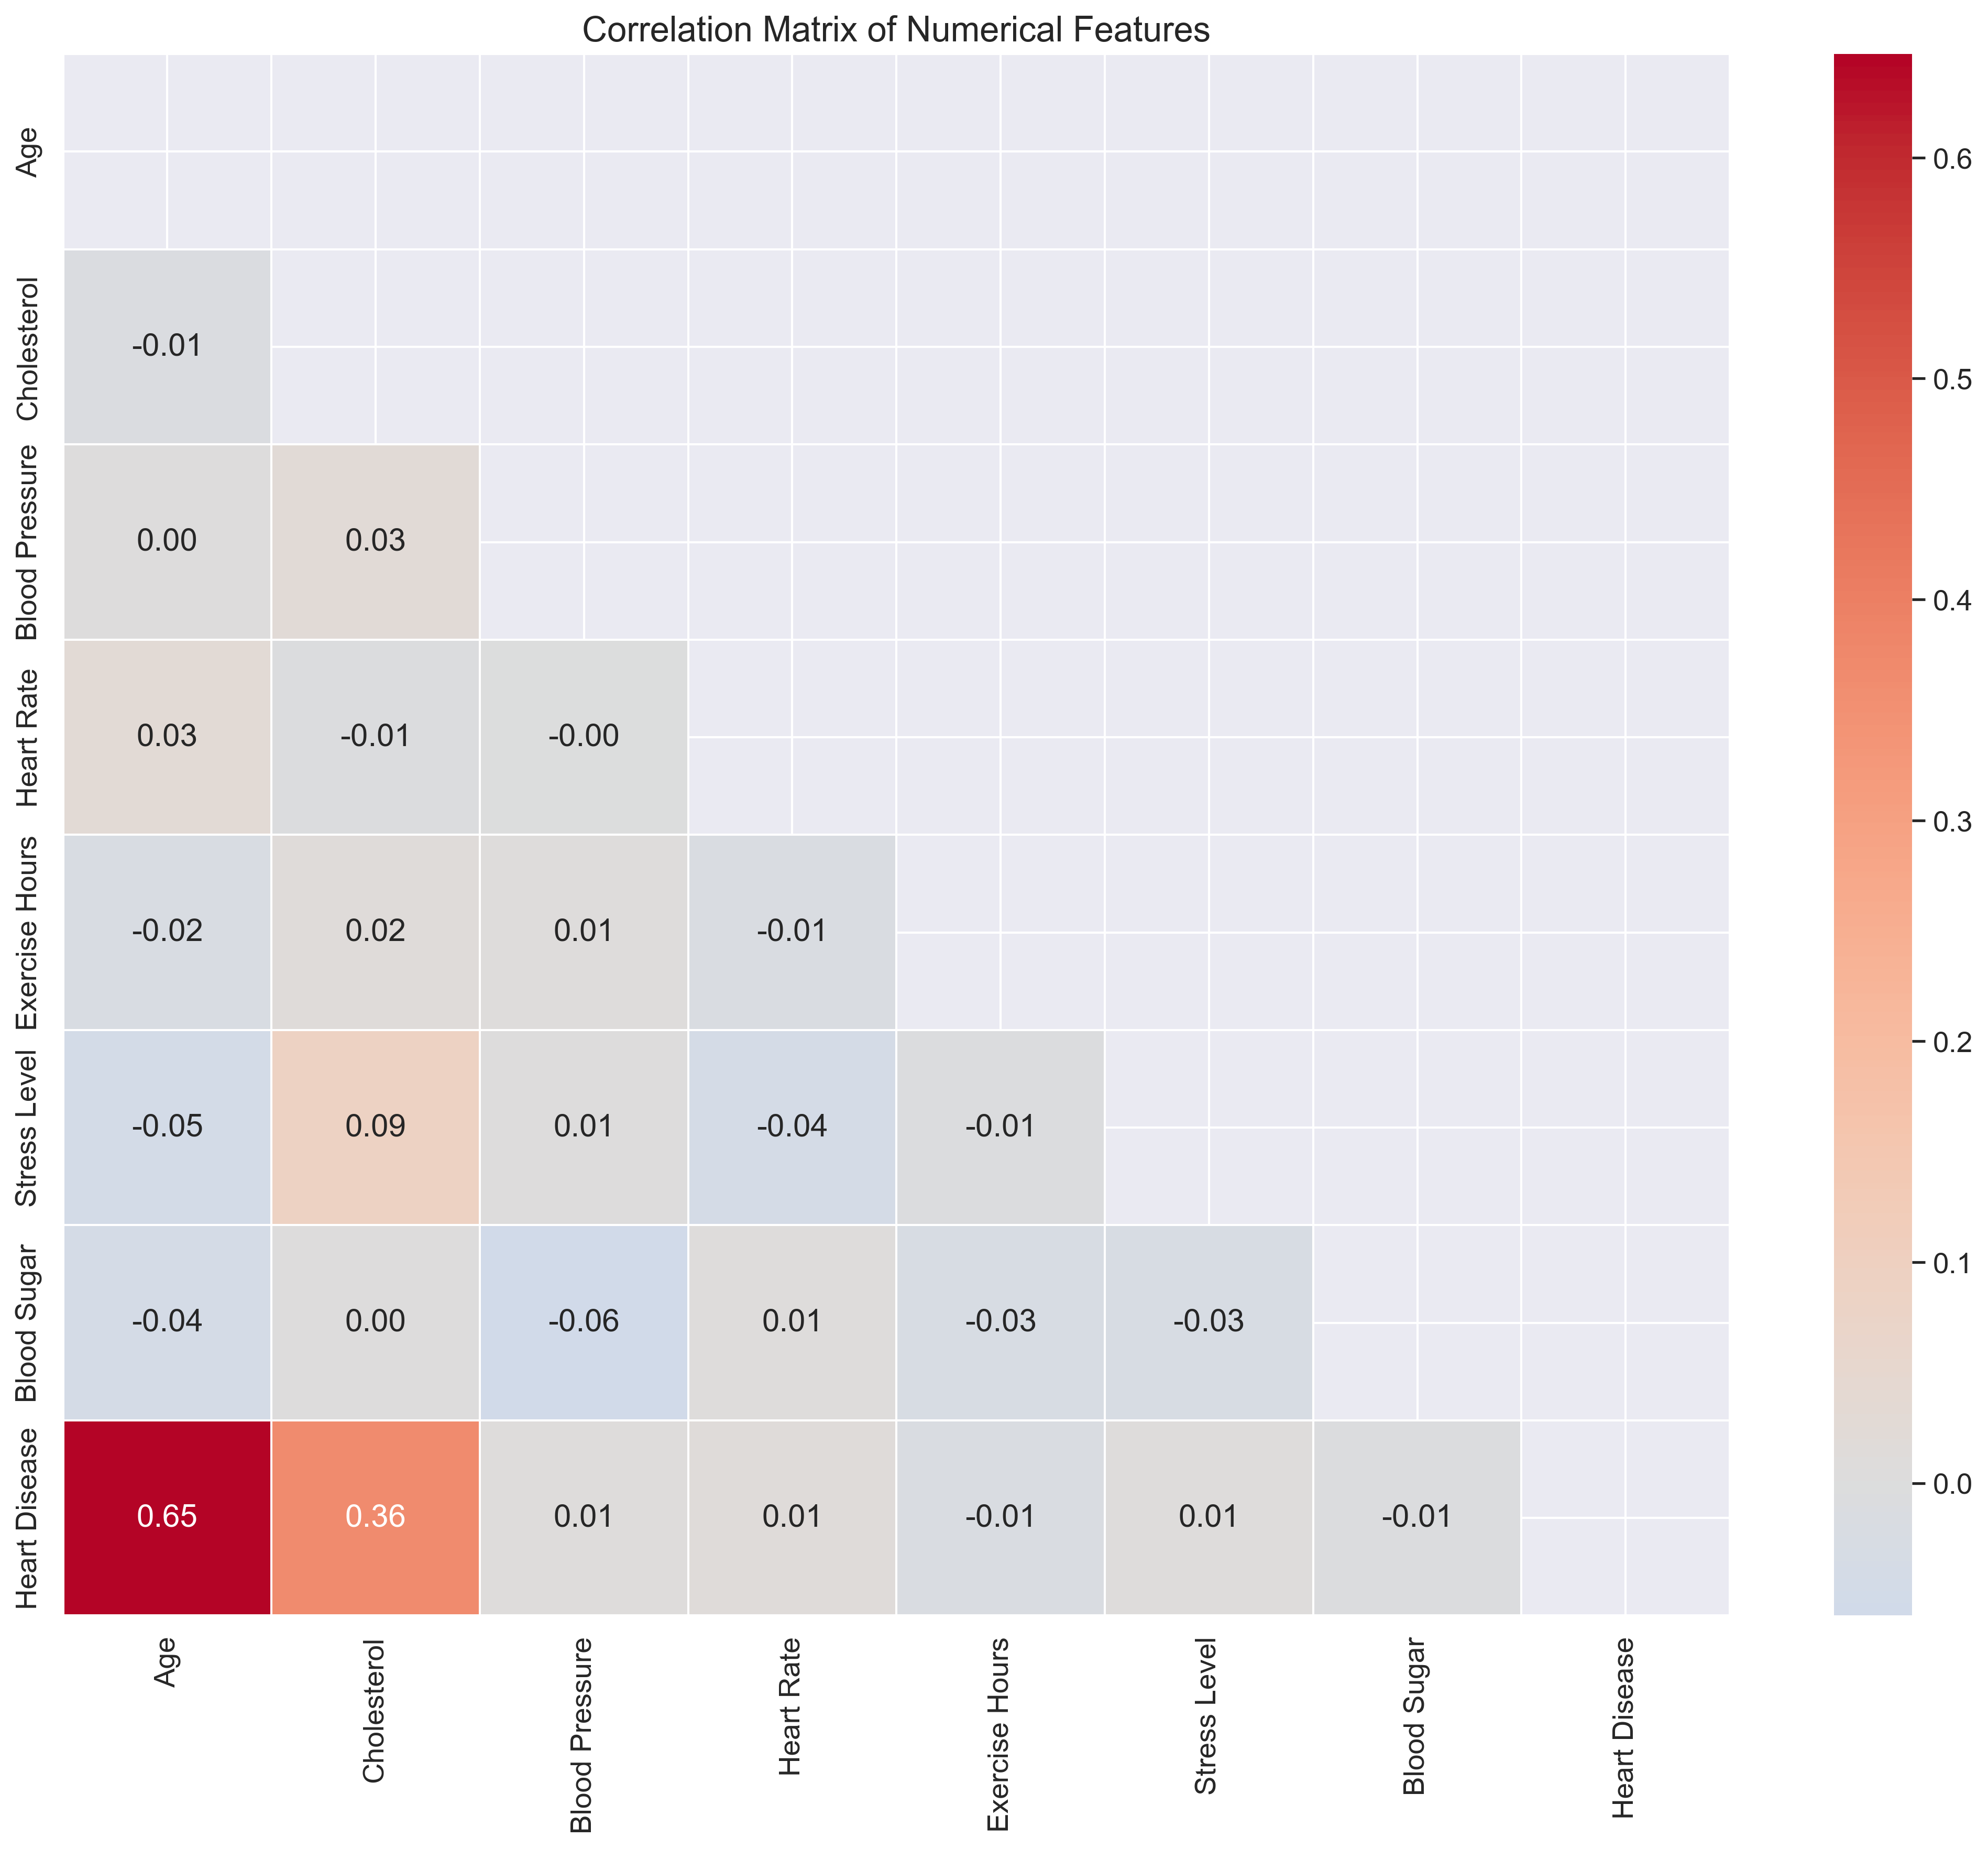 Correlation Matrix of Numerical Features
Age
Cholesterol
-0.01
Blood Pressure
0.00 0.03
Heart Rate
0.03 -0.01 -0.00
Exercise Hours
-0.02 0.02 0.01 -0.01
Stress Level
-0.05 0.09 0.01 -0.04 -0.01
Blood Sugar
-0.04 0.00 -0.06 0.01 -0.03 -0.03
Heart Disease
0.65 0.36 0.01 0.01 -0.01 0.01 -0.01
Age
Cholesterol
Blood Pressure
Heart Rate
Exercise Hours
Stress Level
Blood Sugar
Heart Disease
0.6
0.5
0.4
0.3
0.2
0.1
0.0